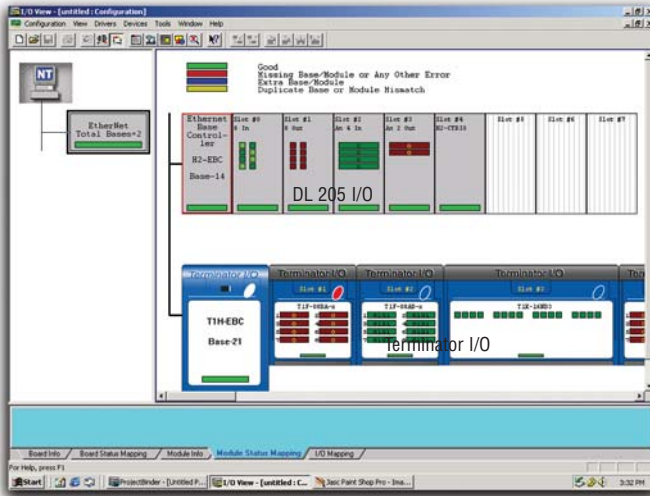 I/O View - [untitled : Configuration]
Configuration View Drivers Devices Tools Window Help
NT
EtherNet
Total Bases=2
Good
Missing Base/Module or Any Other Error
Extra Base/Module
Duplicate Base or Module Mismatch
Ethernet Base Control-ler
H2-EBC
Base-14
Slot #0
8 In
Slot #1
8 Out
Slot #2
An 4 In
Slot #3
An 2 Out
Slot #4
H2-CTRIO
Slot #5
Slot #6
Slot #7
DL 205 I/O
Terminator I/O
T1H-EBC
Base-21
Terminator I/O
Slot #1
Terminator I/O
Slot #2
Terminator I/O
Slot #3
Terminator I/O
Board Info / Board Status Mapping / Module Info / Module Status Mapping / I/O Mapping
For Help, press F1
Start
ProjectBinder - [Untitled P...
I/O View - [untitled : C...
Jasc Paint Shop Pro - Ima...
3:32 PM